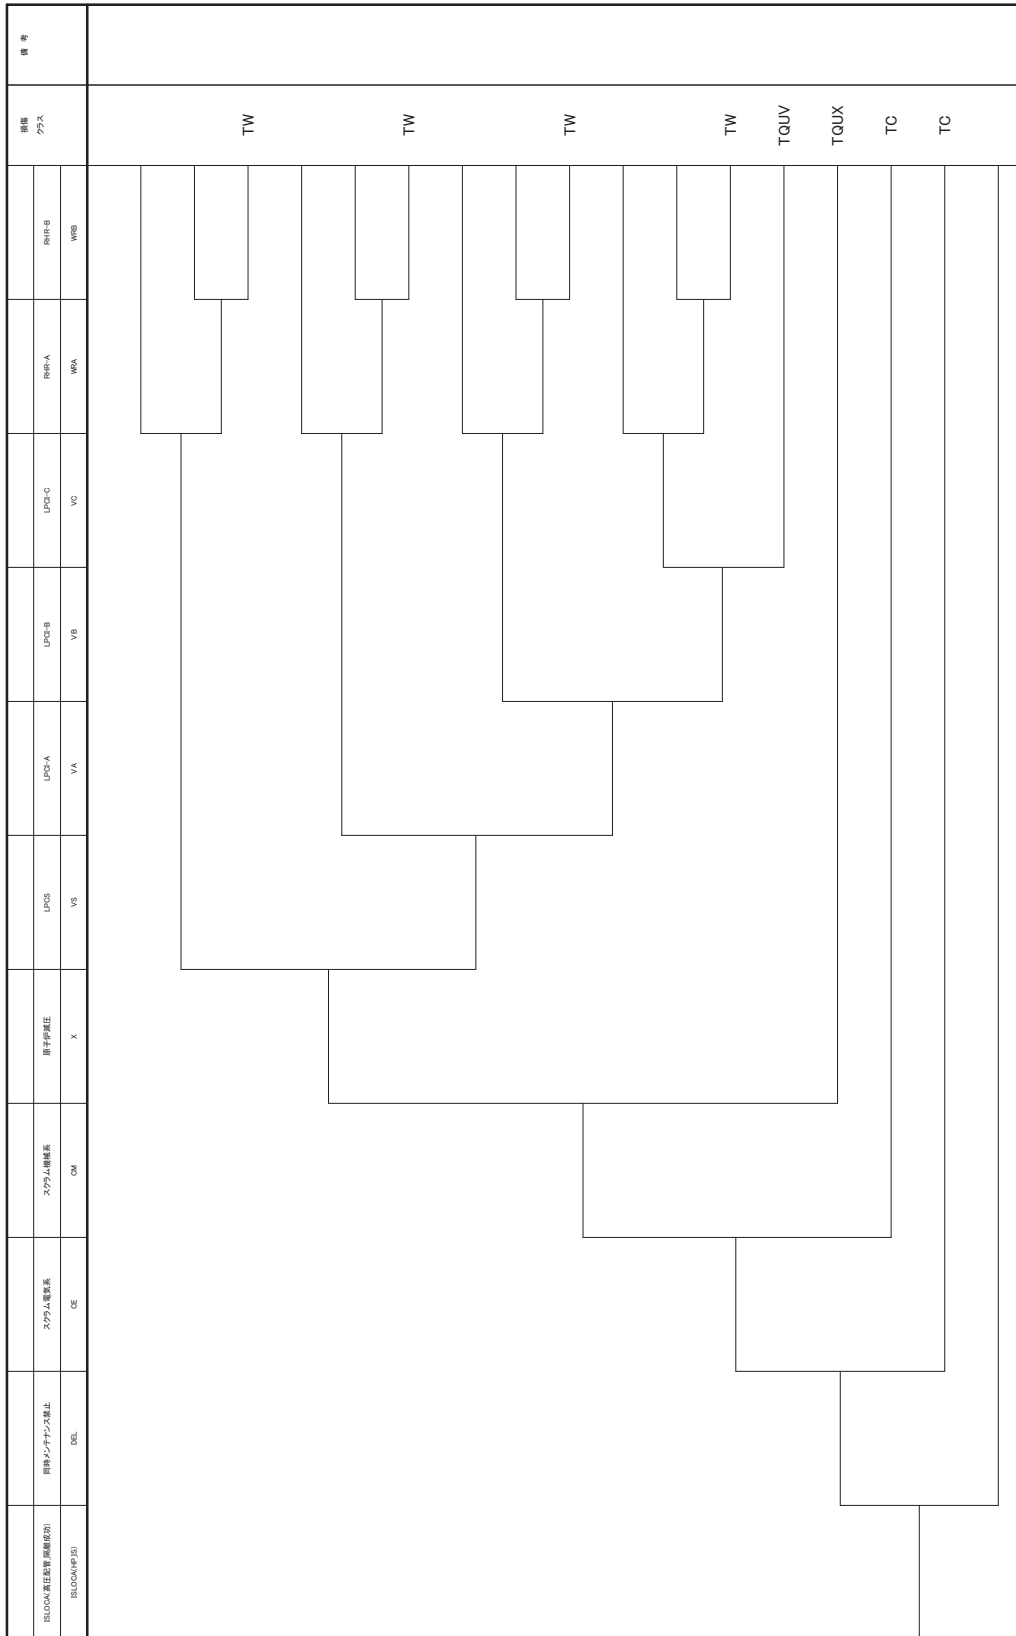 ISLOCA(高圧配管,隔離成功)
同時メンテナンス禁止
スクラム電気系
スクラム機械系
原子炉減圧
LPCS
LPCI-A
LPCI-B
LPCI-C
RHR-A
RHR-B
損傷
クラス
備 考
ISLOCA(HP,IS)
DEL
CE
CM
X
VS
VA
VB
VC
WRA
WRB
TW
TW
TW
TW
TQUV
TQUX
TC
TC